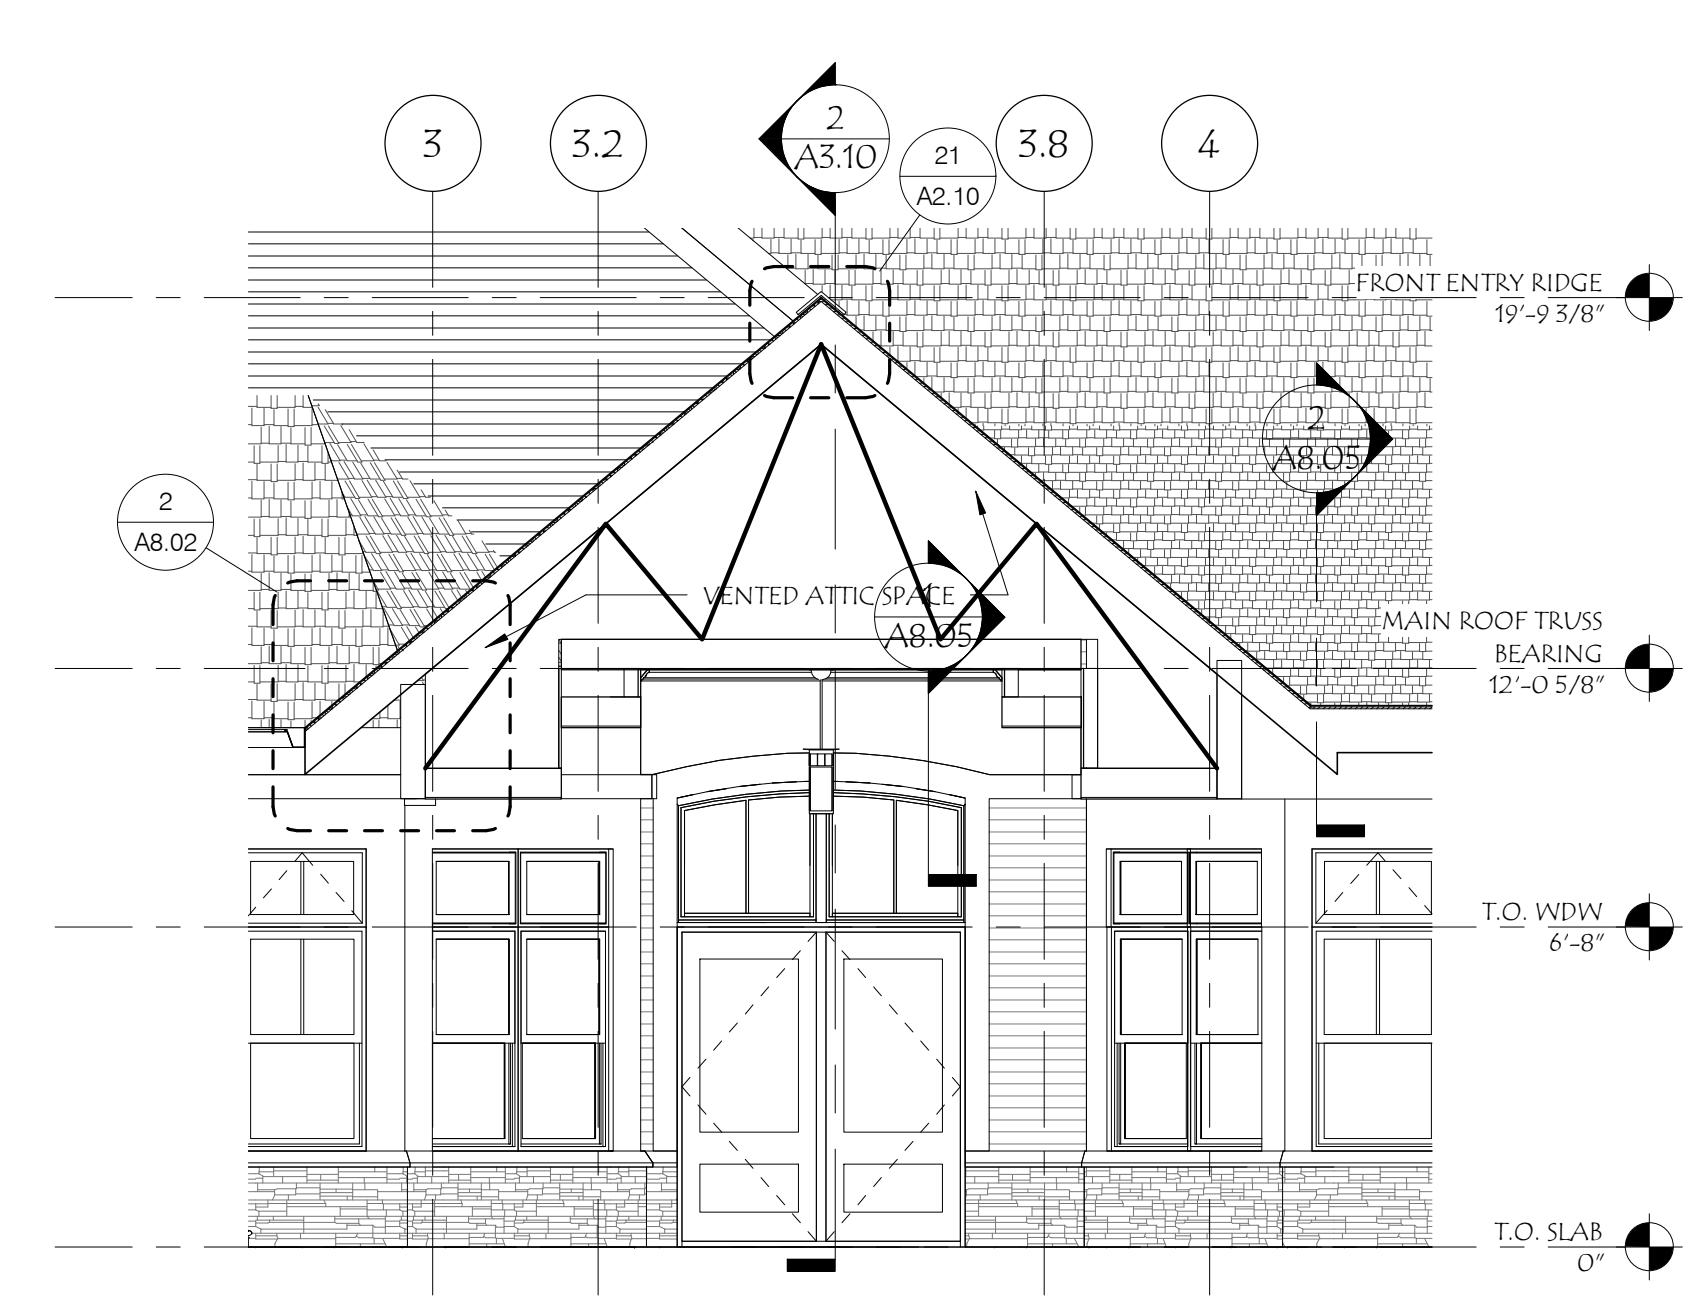 3
3.2
2
A3.10
21
A2.10
3.8
4
FRONT ENTRY RIDGE
19'-9 3/8"
2
A8.05
2
A8.02
VENTED ATTIC SPACE
1
A8.05
MAIN ROOF TRUSS
BEARING
12'-0 5/8"
T.O. WDW
6'-8"
T.O. SLAB
0"